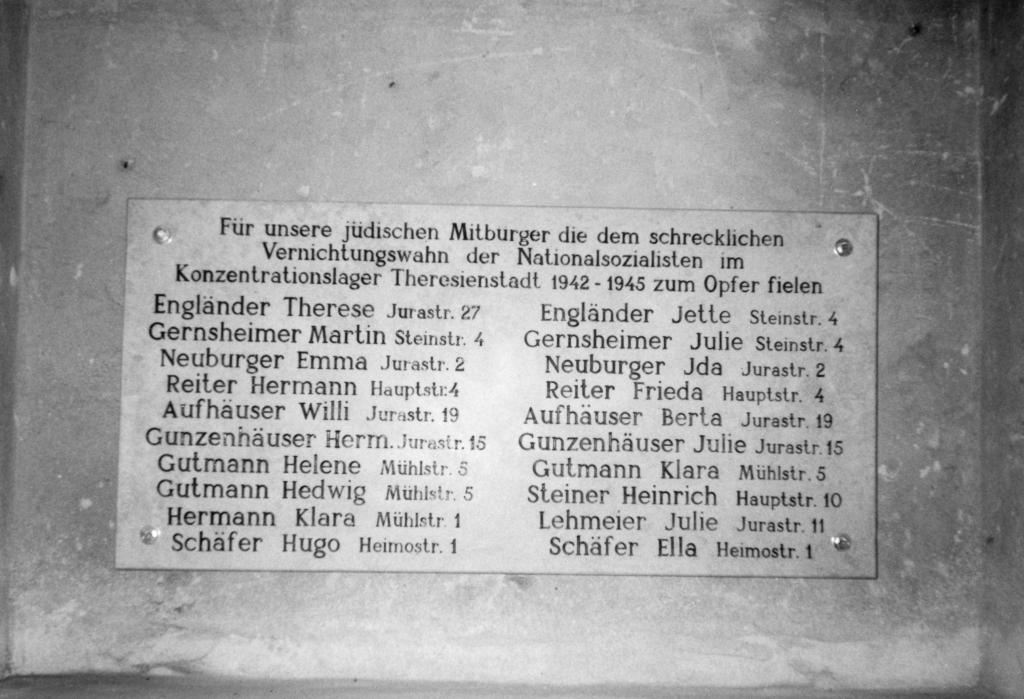 Für unsere jüdischen Mitburger die dem schrecklichen
Vernichtungswahn der Nationalsozialisten im
Konzentrationslager Theresienstadt 1942 - 1945 zum Opfer fielen
Engländer Therese Jurastr. 27 Engländer Jette Steinstr. 4
Gernsheimer Martin Steinstr. 4 Gernsheimer Julie Steinstr. 4
Neuburger Emma Jurastr. 2 Neuburger Jda Jurastr. 2
Reiter Hermann Hauptstr. 4 Reiter Frieda Hauptstr. 4
Aufhäuser Willi Jurastr. 19 Aufhäuser Berta Jurastr. 19
Gunzenhäuser Herm. Jurastr. 15 Gunzenhäuser Julie Jurastr. 15
Gutmann Helene Mühlstr. 5 Gutmann Klara Mühlstr. 5
Gutmann Hedwig Mühlstr. 5 Steiner Heinrich Hauptstr. 10
Hermann Klara Mühlstr. 1 Lehmeier Julie Jurastr. 11
Schäfer Hugo Heimostr. 1 Schäfer Ella Heimostr. 1